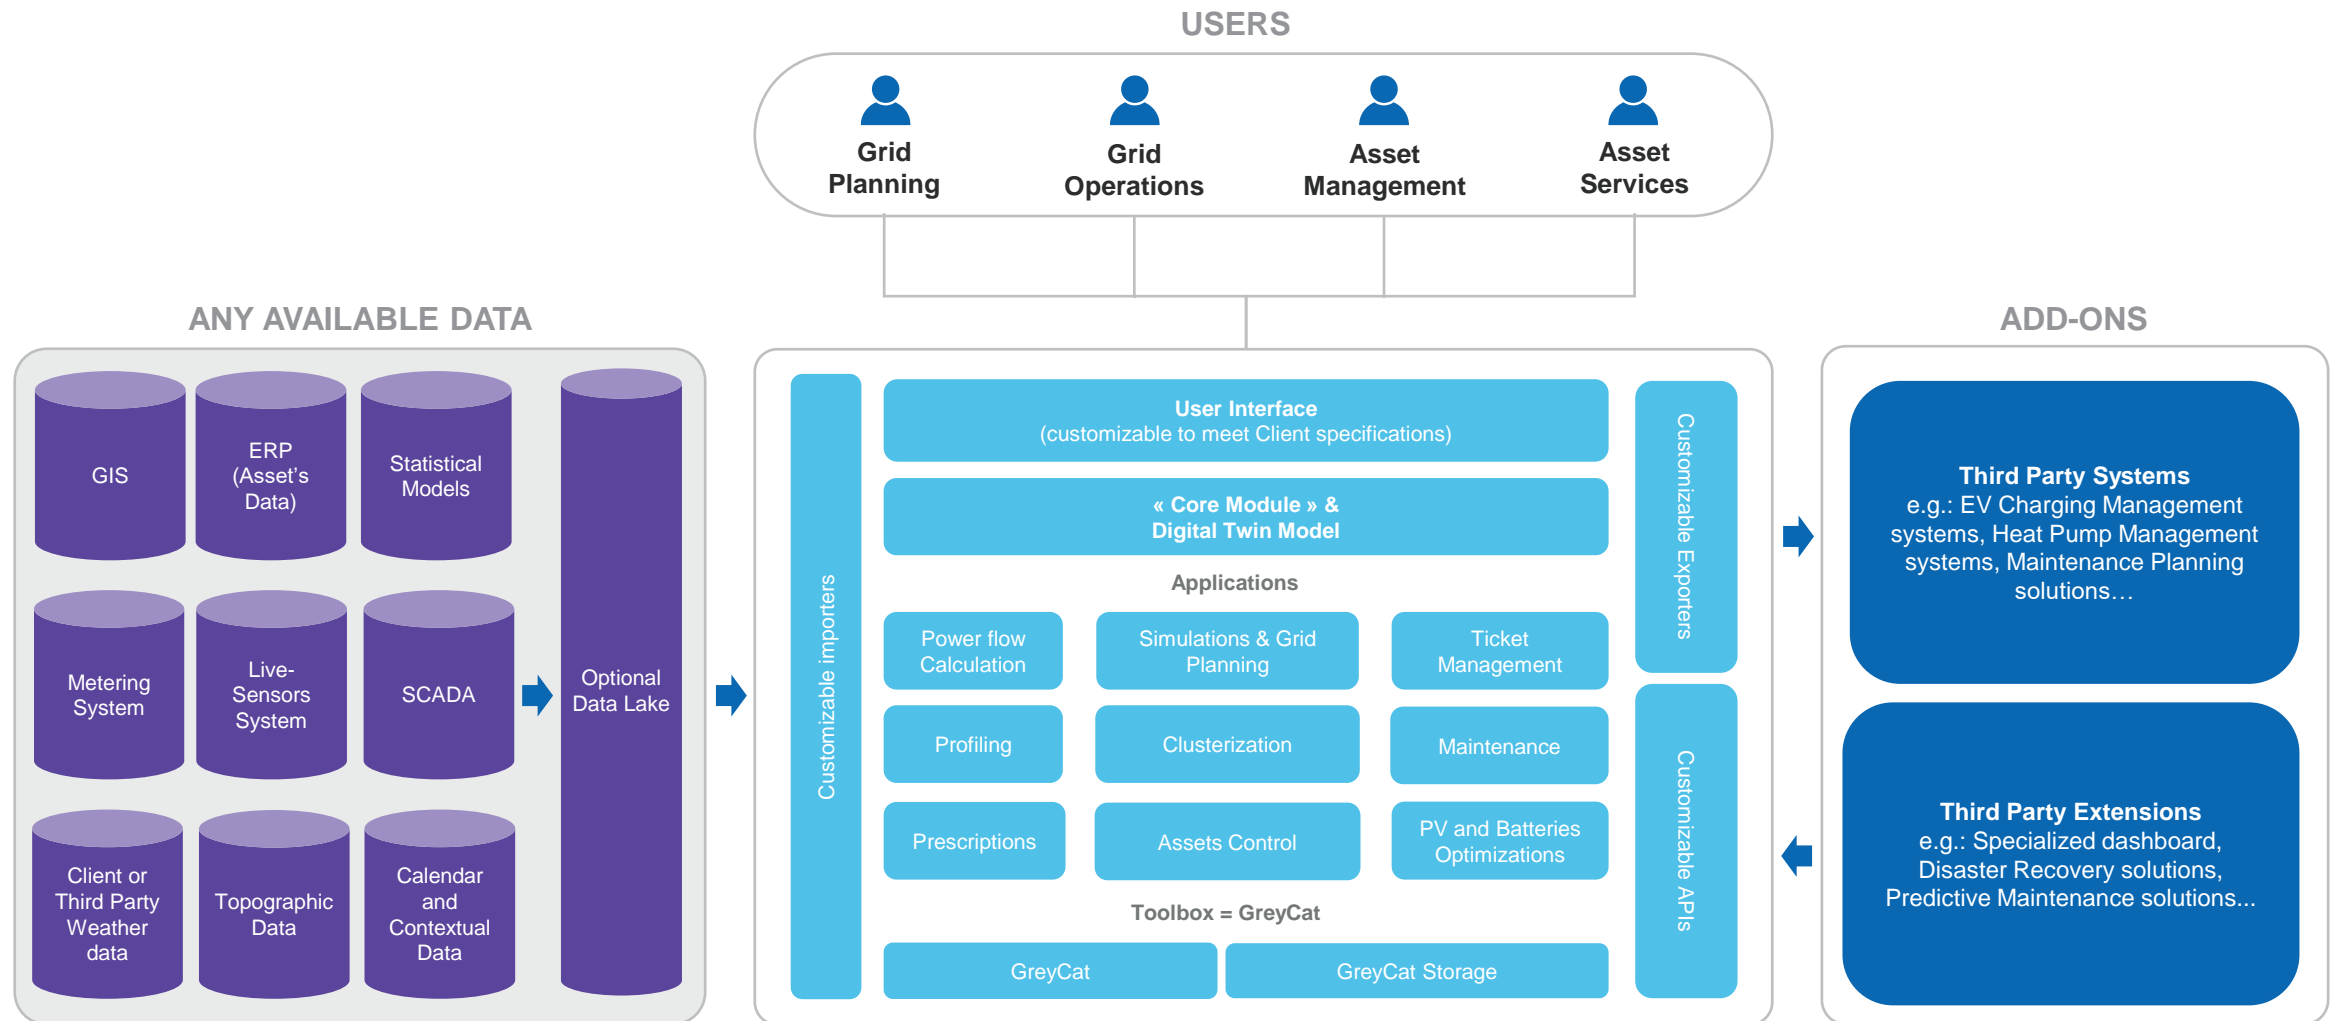 USERS
Grid
Planning
Grid
Operations
Asset
Management
Asset
Services
ANY AVAILABLE DATA
GIS
ERP
(Asset’s
Data)
Statistical
Models
Metering
System
Live-
Sensors
System
SCADA
Client or
Third Party
Weather
data
Topographic
Data
Calendar
and
Contextual
Data
Optional
Data Lake
Customizable importers
User Interface
(customizable to meet Client specifications)
« Core Module » &
Digital Twin Model
Applications
Power flow
Calculation
Simulations & Grid
Planning
Ticket
Management
Profiling
Clusterization
Maintenance
Prescriptions
Assets Control
PV and Batteries
Optimizations
Toolbox = GreyCat
GreyCat
GreyCat Storage
Customizable Exporters
Customizable APIs
ADD-ONS
Third Party Systems
e.g.: EV Charging Management
systems, Heat Pump Management
systems, Maintenance Planning
solutions…
Third Party Extensions
e.g.: Specialized dashboard,
Disaster Recovery solutions,
Predictive Maintenance solutions...